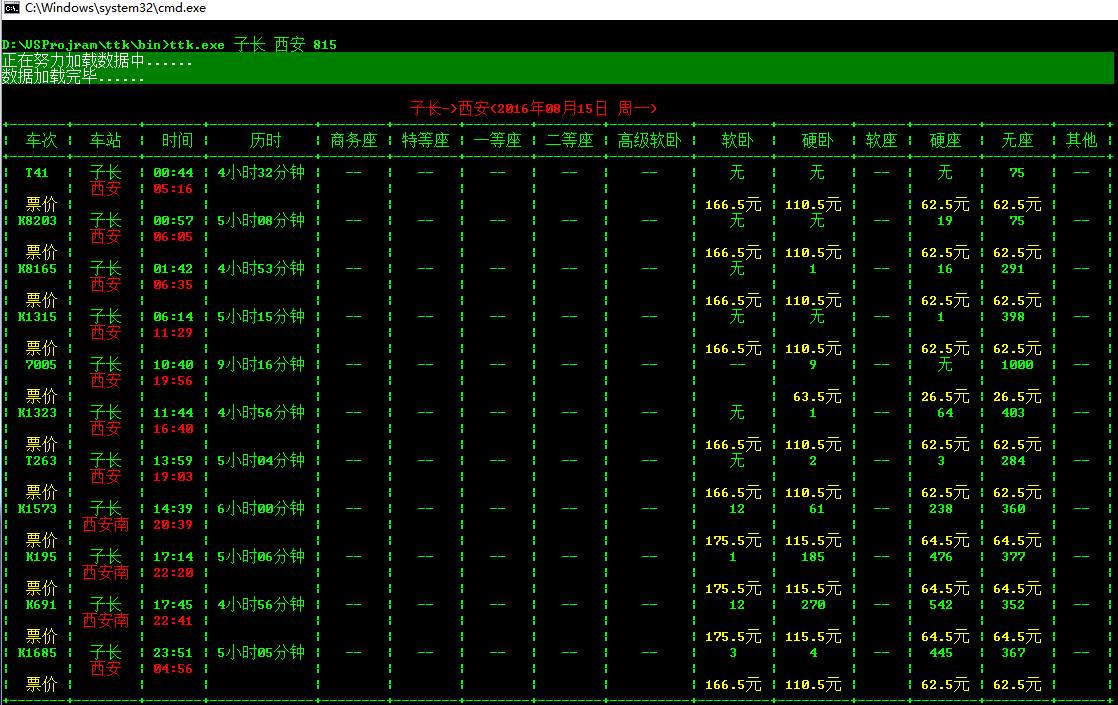 C:\Windows\system32\cmd.exe
D:\VSProjram\ttk\bin>ttk.exe 子长 西安 815
正在努力加载数据中......
数据加载完毕......
子长->西安(2016年08月15日 周一)
车次 车站 时间 历时 商务座 特等座 一等座 二等座 高级软卧 软卧 硬卧 软座 硬座 无座 其他
T41 子长 00:44 4小时32分钟 -- -- -- -- -- 无 无 -- 无 75 --
西安 05:16
票价 166.5元 110.5元 62.5元 62.5元
K8203 子长 00:57 5小时08分钟 -- -- -- -- -- 无 无 -- 19 75 --
西安 06:05
票价 166.5元 110.5元 62.5元 62.5元
K8165 子长 01:42 4小时53分钟 -- -- -- -- -- 无 1 -- 16 291 --
西安 06:35
票价 166.5元 110.5元 62.5元 62.5元
K1315 子长 06:14 5小时15分钟 -- -- -- -- -- 无 无 -- 1 398 --
西安 11:29
票价 166.5元 110.5元 62.5元 62.5元
7005 子长 10:40 9小时16分钟 -- -- -- -- -- -- 9 -- 无 1000 --
西安 19:56
票价 63.5元 26.5元 26.5元
K1323 子长 11:44 4小时56分钟 -- -- -- -- -- 无 1 -- 64 403 --
西安 16:40
票价 166.5元 110.5元 62.5元 62.5元
T263 子长 13:59 5小时04分钟 -- -- -- -- -- 无 2 -- 3 284 --
西安 19:03
票价 166.5元 110.5元 62.5元 62.5元
K1573 子长 14:39 6小时00分钟 -- -- -- -- -- 12 61 -- 238 360 --
西安南 20:39
票价 175.5元 115.5元 64.5元 64.5元
K195 子长 17:14 5小时06分钟 -- -- -- -- -- 1 185 -- 476 377 --
西安南 22:20
票价 175.5元 115.5元 64.5元 64.5元
K691 子长 17:45 4小时56分钟 -- -- -- -- -- 12 270 -- 542 352 --
西安南 22:41
票价 175.5元 115.5元 64.5元 64.5元
K1685 子长 23:51 5小时05分钟 -- -- -- -- -- 3 4 -- 445 367 --
西安 04:56
票价 166.5元 110.5元 62.5元 62.5元